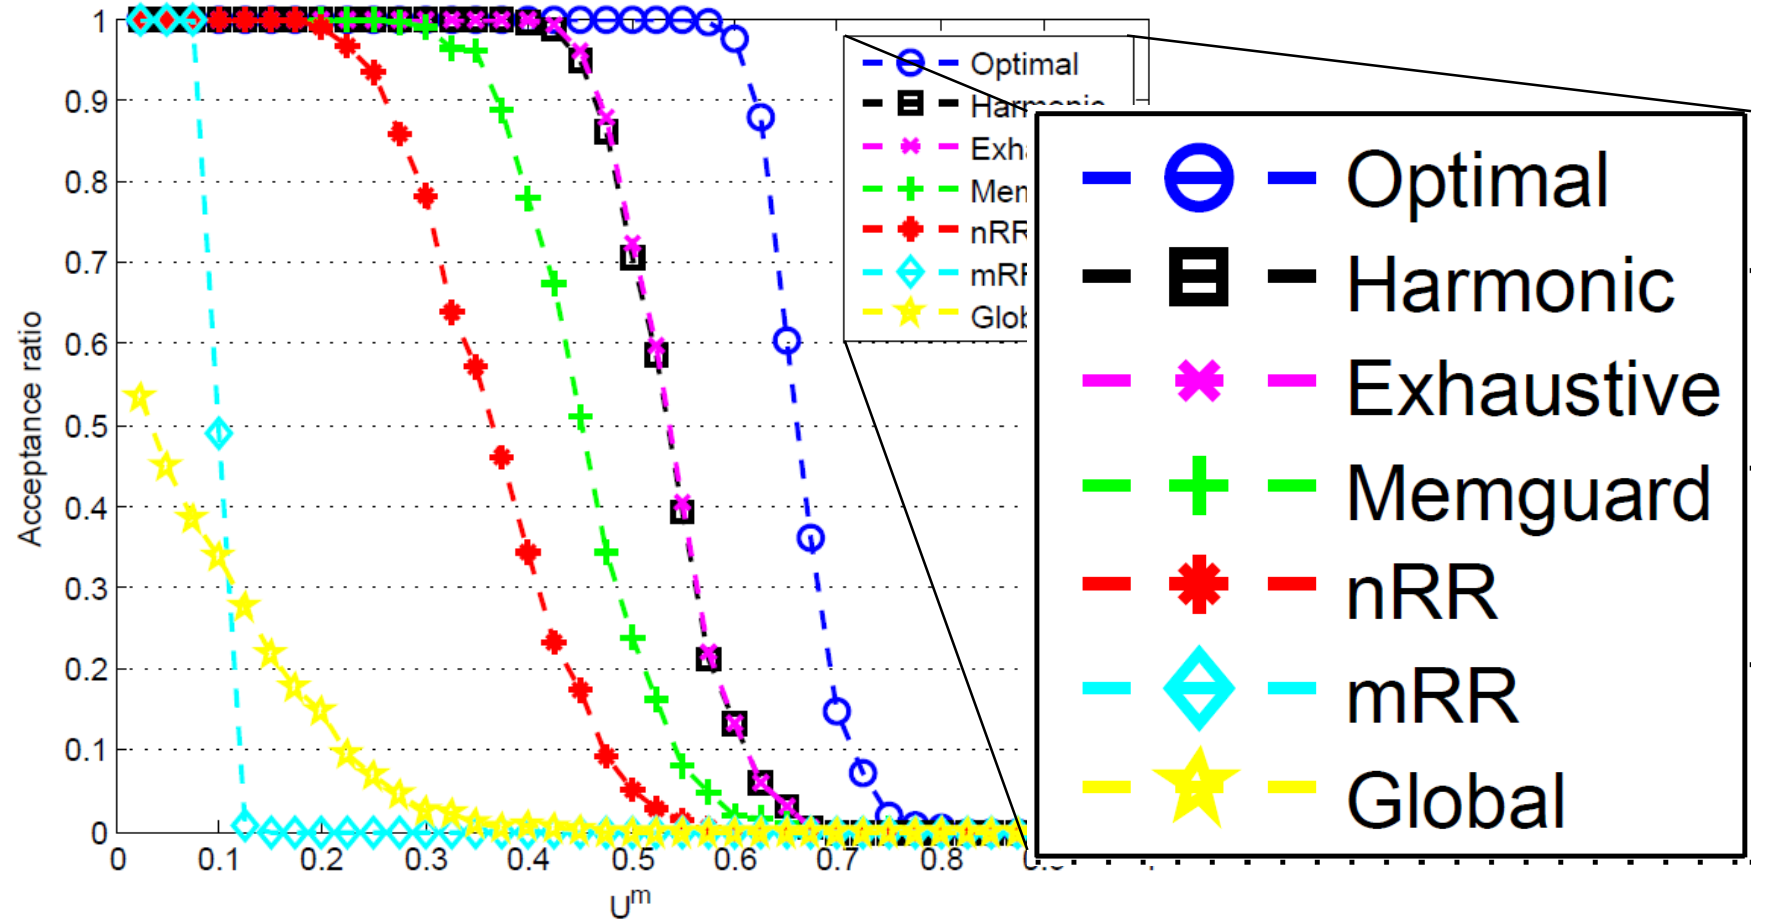 1
0.9
0.8
0.7
0.6
0.5
0.4
0.3
0.2
0.1
0
Acceptance ratio
0 0.1 0.2 0.3 0.4 0.5 0.6 0.7 0.8
U^m
Optimal
Harmonic
nRR
Optimal
Harmonic
Exhaustive
Memguard
nRR
mRR
Global